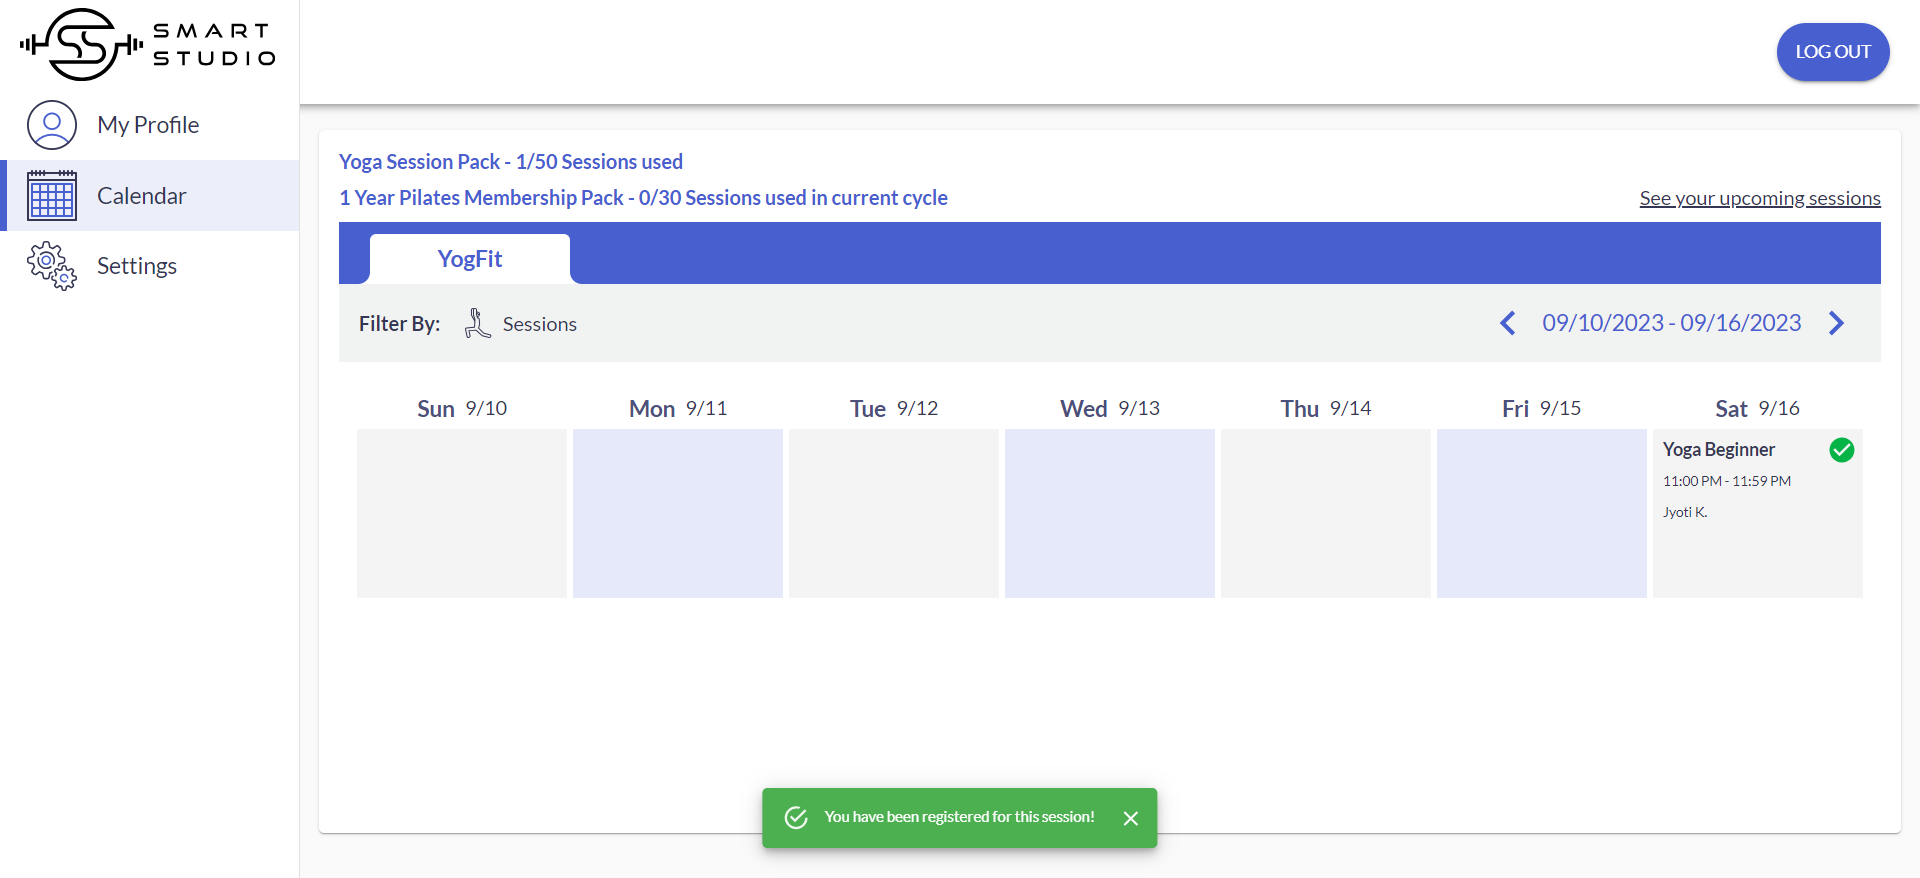 SMART
STUDIO
LOG OUT
My Profile
Calendar
Settings
Yoga Session Pack - 1/50 Sessions used
1 Year Pilates Membership Pack - 0/30 Sessions used in current cycle
See your upcoming sessions
YogFit
Filter By: Sessions
09/10/2023 - 09/16/2023
Sun 9/10 Mon 9/11 Tue 9/12 Wed 9/13 Thu 9/14 Fri 9/15 Sat 9/16
Yoga Beginner
11:00 PM - 11:59 PM
Jyoti K.
You have been registered for this session!